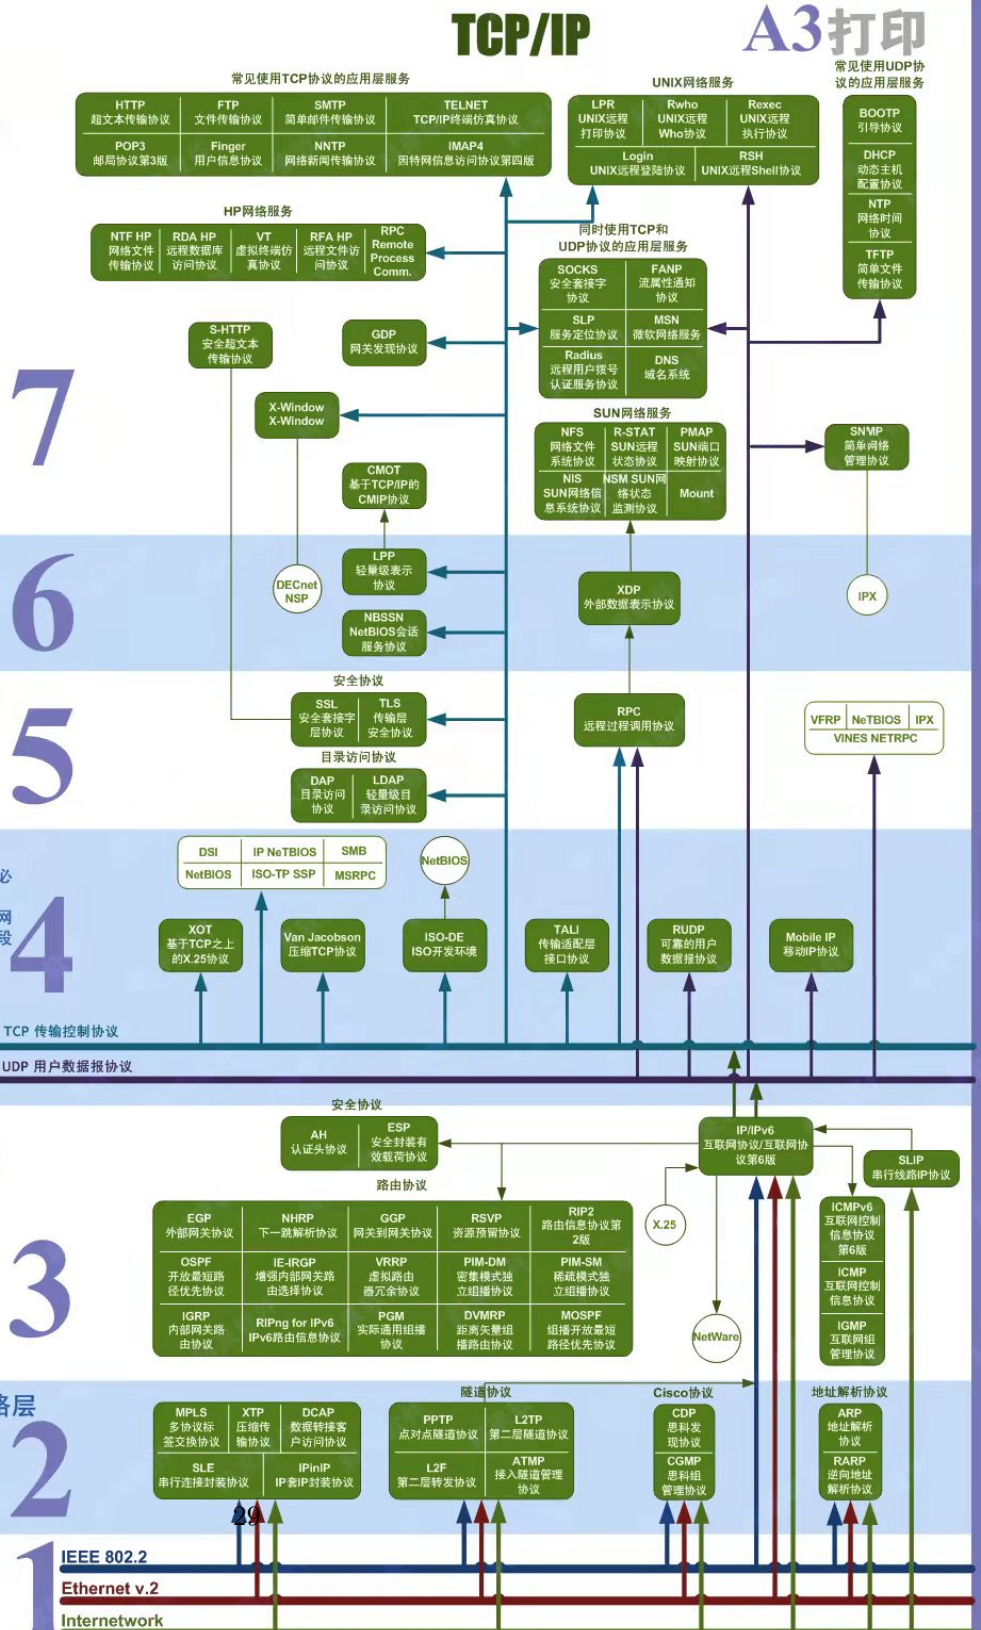 TCP/IP
A3打印
常见使用TCP协议的应用层服务
HTTP
超文本传输协议
FTP
文件传输协议
SMTP
简单邮件传输协议
TELNET
TCP/IP终端仿真协议
POP3
邮局协议第3版
Finger
用户信息协议
NNTP
网络新闻传输协议
IMAP4
因特网信息访问协议第四版
UNIX网络服务
LPR
UNIX远程
打印协议
Rwho
UNIX远程
Who协议
Rexec
UNIX远程
执行协议
Login
UNIX远程登陆协议
RSH
UNIX远程Shell协议
常见使用UDP协
议的应用层服务
BOOTP
引导协议
DHCP
动态主机
配置协议
NTP
网络时间
协议
TFTP
简单文件
传输协议
HP网络服务
NTF HP
网络文件
传输协议
RDA HP
远程数据库
访问协议
VT
虚拟终端仿
真协议
RFA HP
远程文件访
问协议
RPC
Remote
Process
Comm.
同时使用TCP和
UDP协议的应用层服务
SOCKS
安全套接字
协议
FANP
流属性通知
协议
SLP
服务定位协议
MSN
微软网络服务
Radius
远程用户拨号
认证服务协议
DNS
域名系统
S-HTTP
安全超文本
传输协议
GDP
网关发现协议
7
X-Window
X-Window
SUN网络服务
NFS
网络文件
系统协议
R-STAT
SUN远程
状态协议
PMAP
SUN端口
映射协议
NIS
SUN网络信
息系统协议
NSM SUN网
络状态
监测协议
Mount
SNMP
简单网络
管理协议
CMOT
基于TCP/IP的
CMIP协议
6
LPP
轻量级表示
协议
DECnet
NSP
XDP
外部数据表示协议
IPX
NBSSN
NetBIOS会话
服务协议
安全协议
5
SSL
安全套接字
层协议
TLS
传输层
安全协议
RPC
远程过程调用协议
VFRP
NeTBIOS
IPX
VINES NETRPC
目录访问协议
DAP
目录访问
协议
LDAP
轻量级目
录访问协议
DSI
IP NeTBIOS
SMB
NetBIOS
ISO-TP SSP
MSRPC
NetBIOS
必
网
段
4
XOT
基于TCP之上
的X.25协议
Van Jacobson
压缩TCP协议
ISO-DE
ISO开发环境
TALI
传输适配层
接口协议
RUDP
可靠的用户
数据报协议
Mobile IP
移动IP协议
TCP 传输控制协议
UDP 用户数据报协议
安全协议
AH
认证头协议
ESP
安全封装有
效载荷协议
IP/IPv6
互联网协议/互联网协
议第6版
SLIP
串行线路IP协议
路由协议
3
EGP
外部网关协议
NHRP
下一跳解析协议
GGP
网关到网关协议
RSVP
资源预留协议
RIP2
路由信息协议第
2版
OSPF
开放最短路
径优先协议
IE-IRGP
增强内部网关路
由选择协议
VRRP
虚拟路由
器冗余协议
PIM-DM
密集模式独
立组播协议
PIM-SM
稀疏模式独
立组播协议
IGRP
内部网关路
由协议
RIPng for IPv6
IPv6路由信息协议
PGM
实际通用组播
协议
DVMRP
距离矢量组
播路由协议
MOSPF
组播开放最短
路径优先协议
X.25
NetWare
ICMPv6
互联网控制
信息协议
第6版
ICMP
互联网控制
信息协议
IGMP
互联网组
管理协议
路层
2
MPLS
多协议标
签交换协议
XTP
压缩传
输协议
DCAP
数据转接客
户访问协议
SLE
串行连接封装协议
IPinIP
IP套IP封装协议
隧道协议
PPTP
点对点隧道协议
L2TP
第二层隧道协议
L2F
第二层转发协议
ATMP
接入隧道管理
协议
Cisco协议
CDP
思科发
现协议
CGMP
思科组
管理协议
地址解析协议
ARP
地址解析
协议
RARP
逆向地址
解析协议
29
1
IEEE 802.2
Ethernet v.2
Internetwork